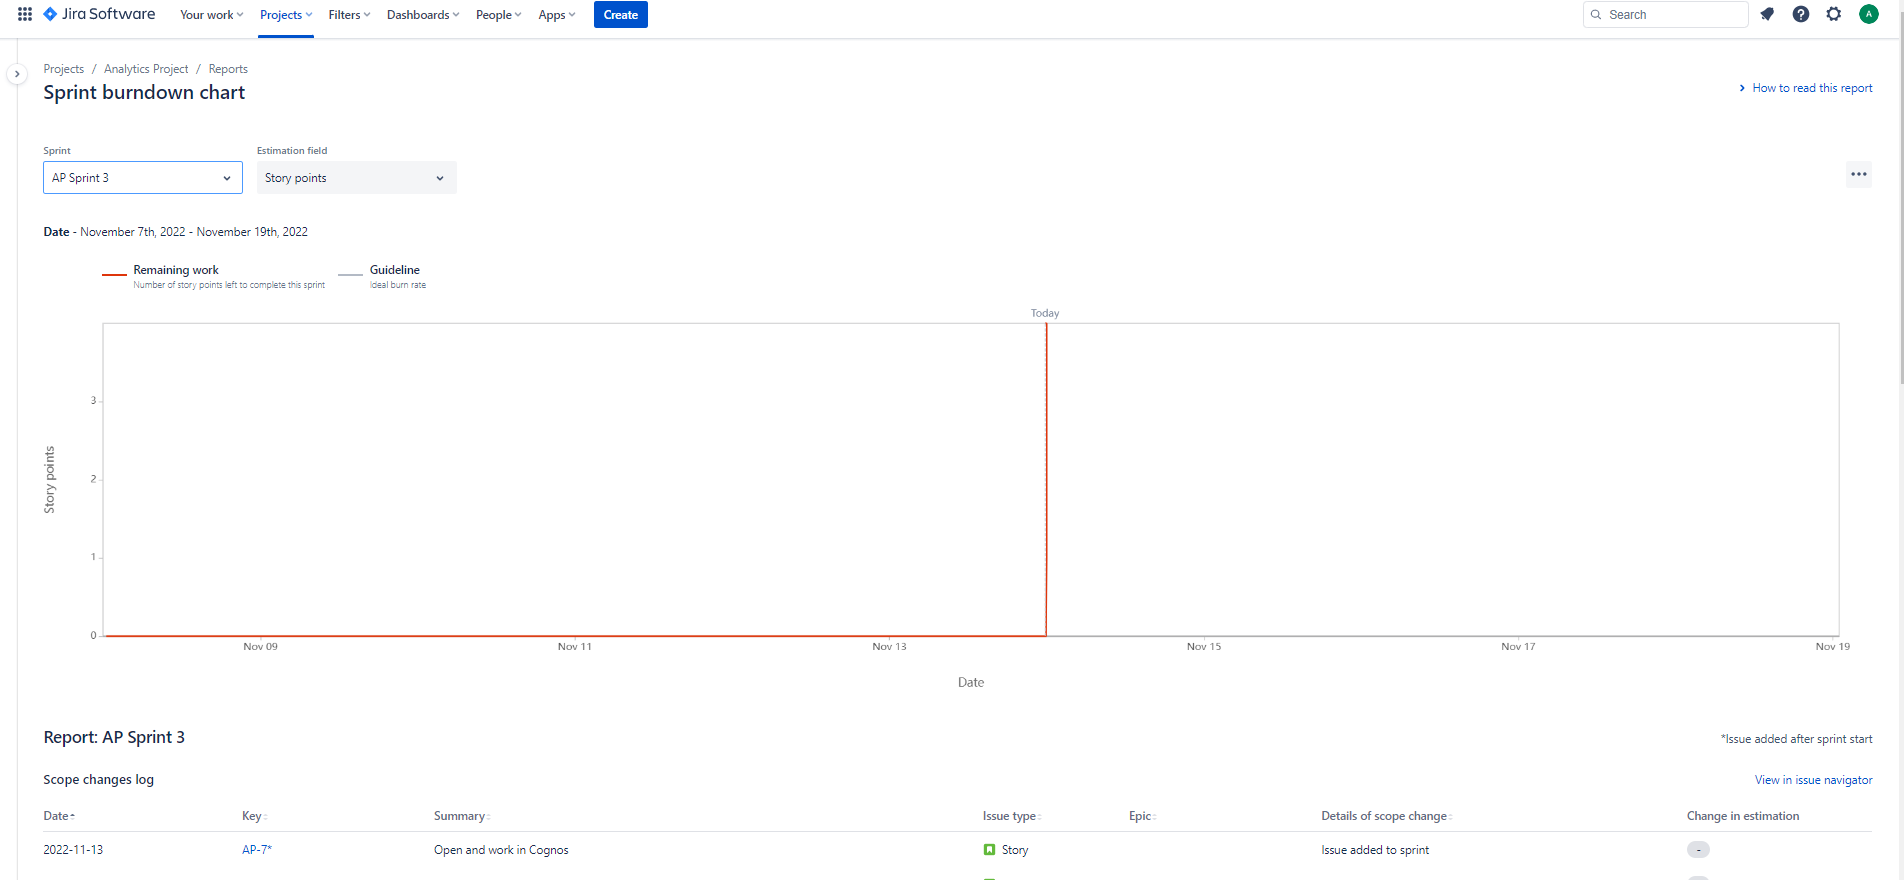 Jira Software Your work Projects Filters Dashboards People Apps Create Search A
Projects / Analytics Project / Reports
Sprint burndown chart
How to read this report
Sprint Estimation field
AP Sprint 3 Story points
Date - November 7th, 2022 - November 19th, 2022
Remaining work Guideline
Number of story points left to complete this sprint Ideal burn rate
Today
3
2
1
0
Story points
Nov 09 Nov 11 Nov 13 Nov 15 Nov 17 Nov 19
Date
Report: AP Sprint 3
*Issue added after sprint start
Scope changes log View in issue navigator
Date Key Summary Issue type Epic Details of scope change Change in estimation
2022-11-13 AP-7* Open and work in Cognos Story Issue added to sprint -